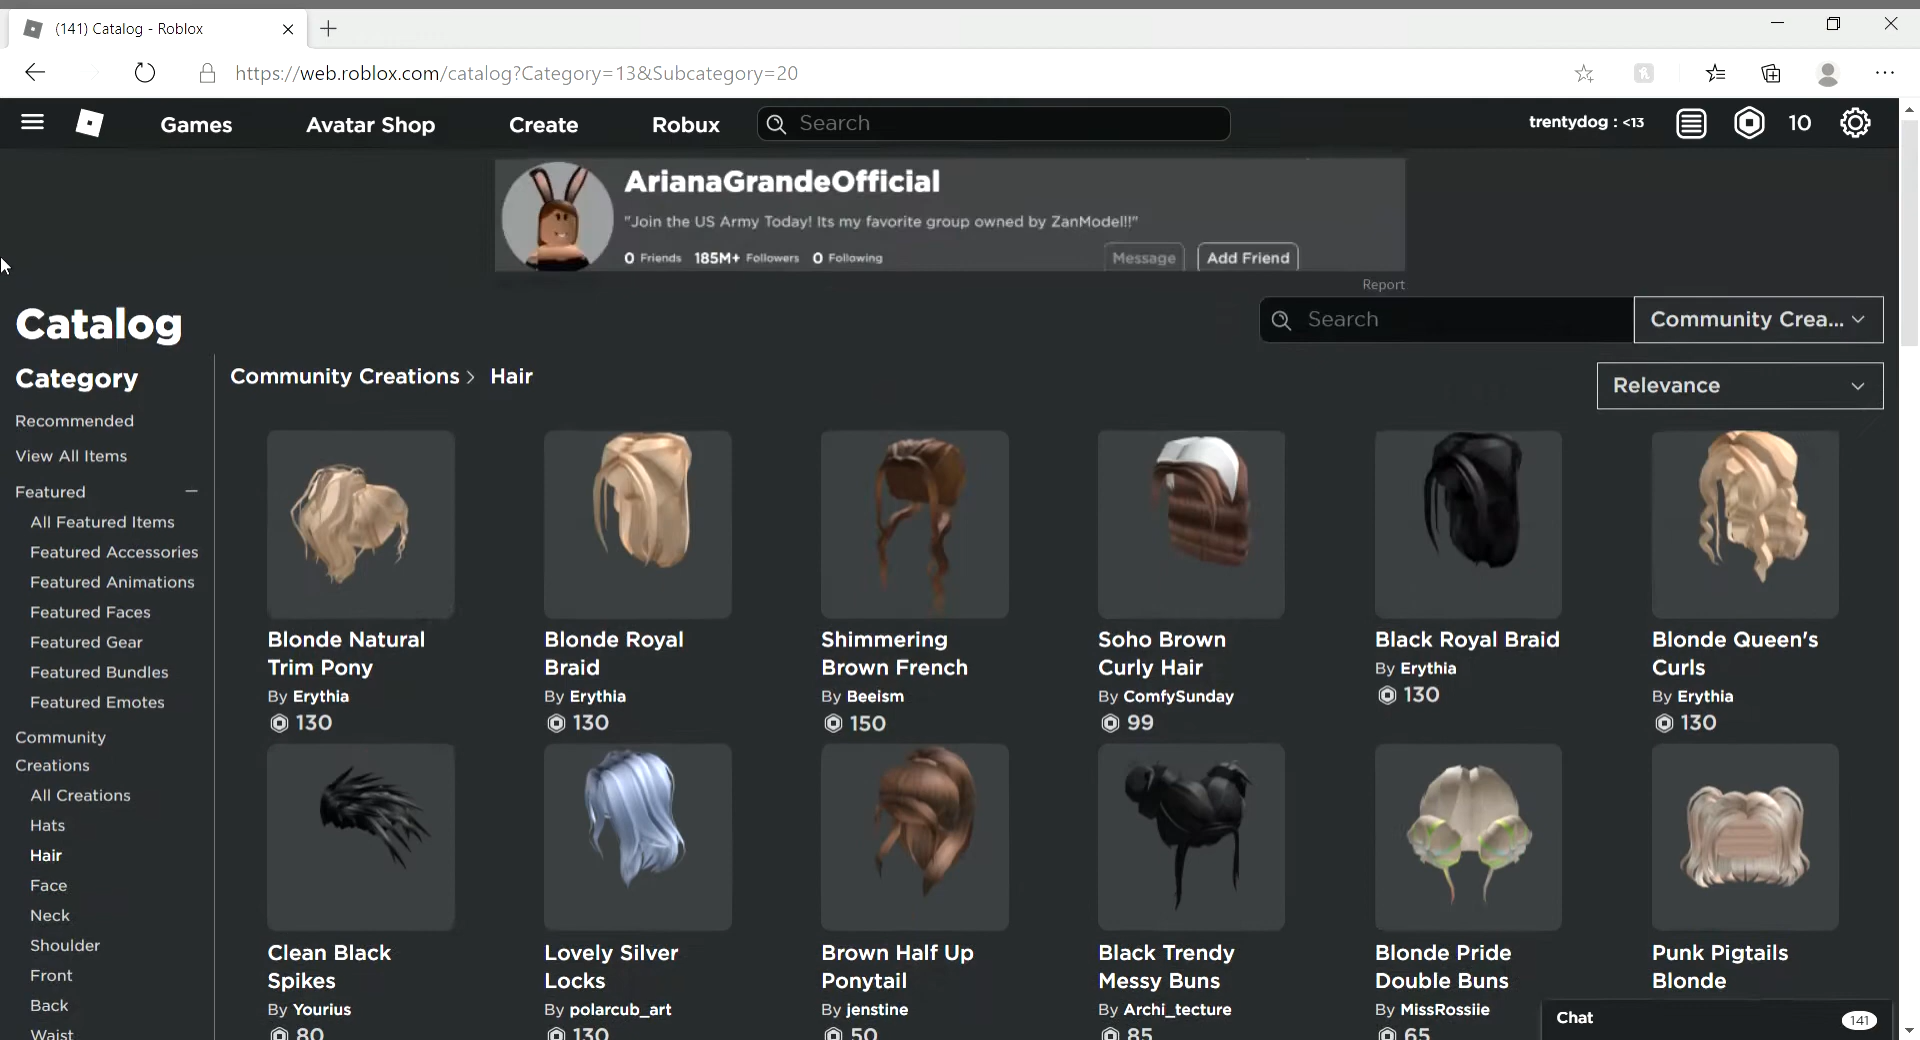 (141) Catalog - Roblox
https://web.roblox.com/catalog?Category=13&Subcategory=20
Games Avatar Shop Create Robux Search trentydog : <13 10
ArianaGrandeOfficial
"Join the US Army Today! Its my favorite group owned by ZanModel!!"
0 Friends 185M+ Followers 0 Following Message Add Friend
Report
Catalog
Search Community Crea...
Category
Recommended
View All Items
Featured
All Featured Items
Featured Accessories
Featured Animations
Featured Faces
Featured Gear
Featured Bundles
Featured Emotes
Community
Creations
All Creations
Hats
Hair
Face
Neck
Shoulder
Front
Back
Waist
Community Creations > Hair
Relevance
Blonde Natural
Trim Pony
By Erythia
130
Blonde Royal
Braid
By Erythia
130
Shimmering
Brown French
By Beeism
150
Soho Brown
Curly Hair
By ComfySunday
99
Black Royal Braid
By Erythia
130
Blonde Queen's
Curls
By Erythia
130
Clean Black
Spikes
By Yourius
80
Lovely Silver
Locks
By polarcub_art
130
Brown Half Up
Ponytail
By jenstine
50
Black Trendy
Messy Buns
By Archi_tecture
85
Blonde Pride
Double Buns
By MissRossiie
65
Punk Pigtails
Blonde
Chat 141